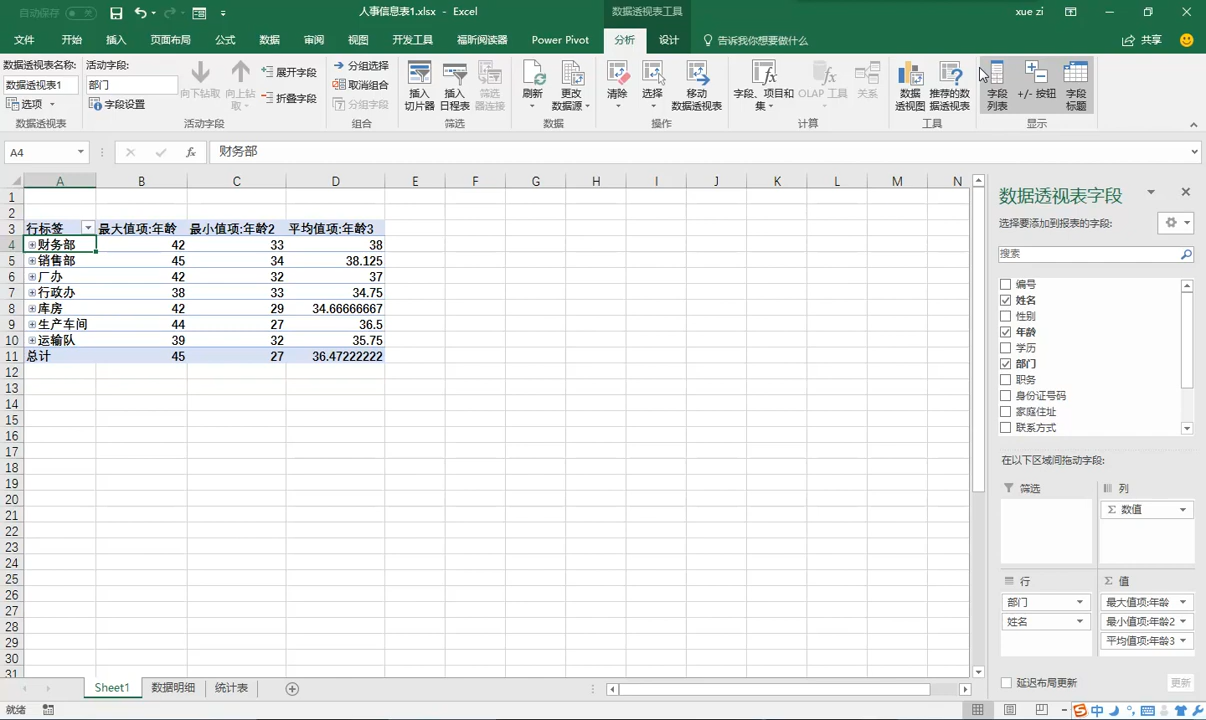 自动保存
人事信息表1.xlsx - Excel
数据透视表工具
xue zi
文件 开始 插入 页面布局 公式 数据 审阅 视图 开发工具 福昕阅读器 Power Pivot 分析 设计 告诉我你想要做什么 共享
数据透视表名称:
数据透视表1
选项
数据透视表
活动字段:
部门
字段设置
向下钻取
向上钻取
展开字段
折叠字段
活动字段
分组选择
取消组合
分组字段
组合
插入切片器
插入日程表
筛选器连接
筛选
刷新
更改数据源
数据
清除
选择
移动数据透视表
操作
字段、项目和集
OLAP 工具
关系
计算
数据透视图
推荐的数据透视表
工具
字段列表
+/- 按钮
字段标题
显示
A4
fx
财务部
A B C D E F G H I J K L M N
1
2
3 行标签 最大值项:年龄 最小值项:年龄2 平均值项:年龄3
4 财务部 42 33 38
5 销售部 45 34 38.125
6 厂办 42 32 37
7 行政办 38 33 34.75
8 库房 42 29 34.66666667
9 生产车间 44 27 36.5
10 运输队 39 32 35.75
11 总计 45 27 36.47222222
12
13
14
15
16
17
18
19
20
21
22
23
24
25
26
27
28
29
30
31
数据透视表字段
选择要添加到报表的字段:
搜索
编号
姓名
性别
年龄
学历
部门
职务
身份证号码
家庭住址
联系方式
在以下区域间拖动字段:
筛选
列
Σ 数值
行
部门
姓名
Σ 值
最大值项:年龄
最小值项:年龄2
平均值项:年龄3
延迟布局更新
更新
Sheet1 数据明细 统计表
就绪
中